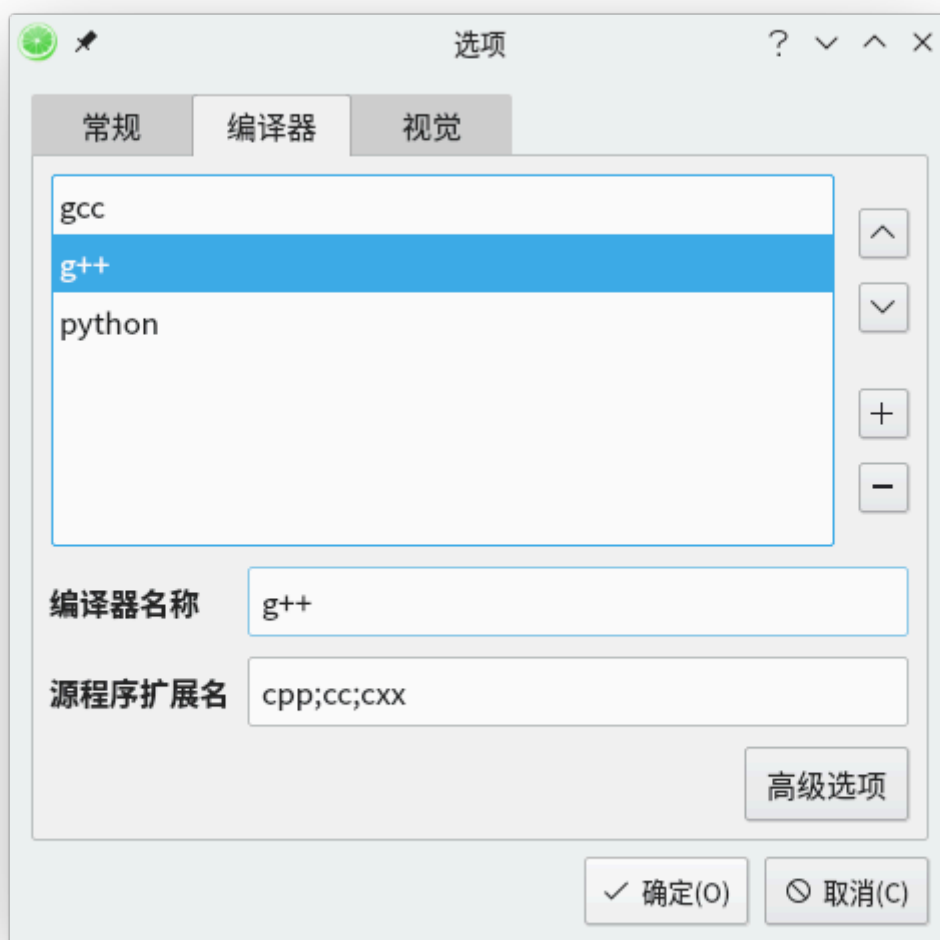 选项
常规 编译器 视觉
gcc
g++
python
编译器名称 g++
源程序扩展名 cpp;cc;cxx
高级选项
确定(O) 取消(C)